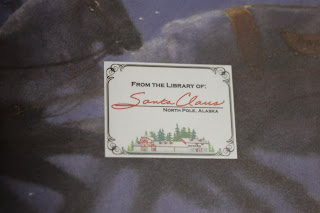 From the Library of:
Santa Claus
North Pole, Alaska